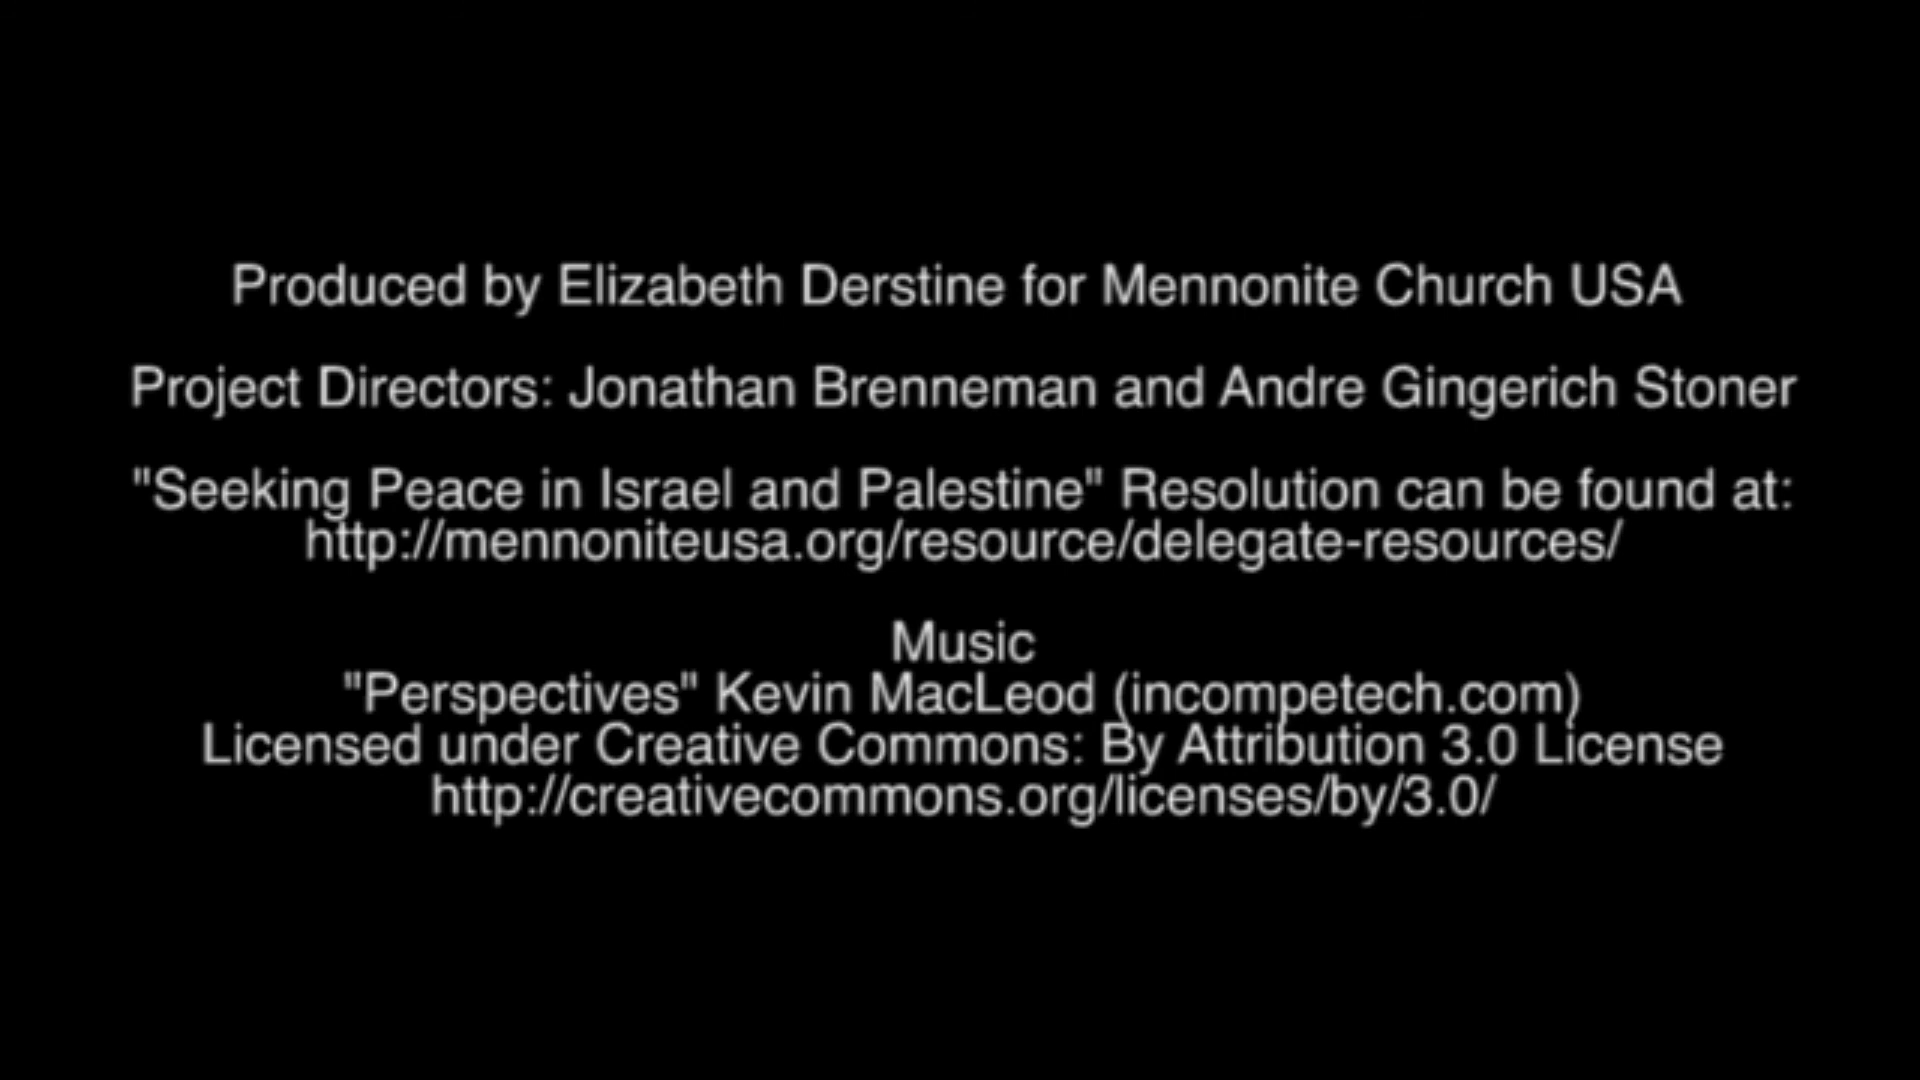 Produced by Elizabeth Derstine for Mennonite Church USA
Project Directors: Jonathan Brenneman and Andre Gingerich Stoner
"Seeking Peace in Israel and Palestine" Resolution can be found at:
http://mennoniteusa.org/resource/delegate-resources/
Music
"Perspectives" Kevin MacLeod (incompetech.com)
Licensed under Creative Commons: By Attribution 3.0 License
http://creativecommons.org/licenses/by/3.0/